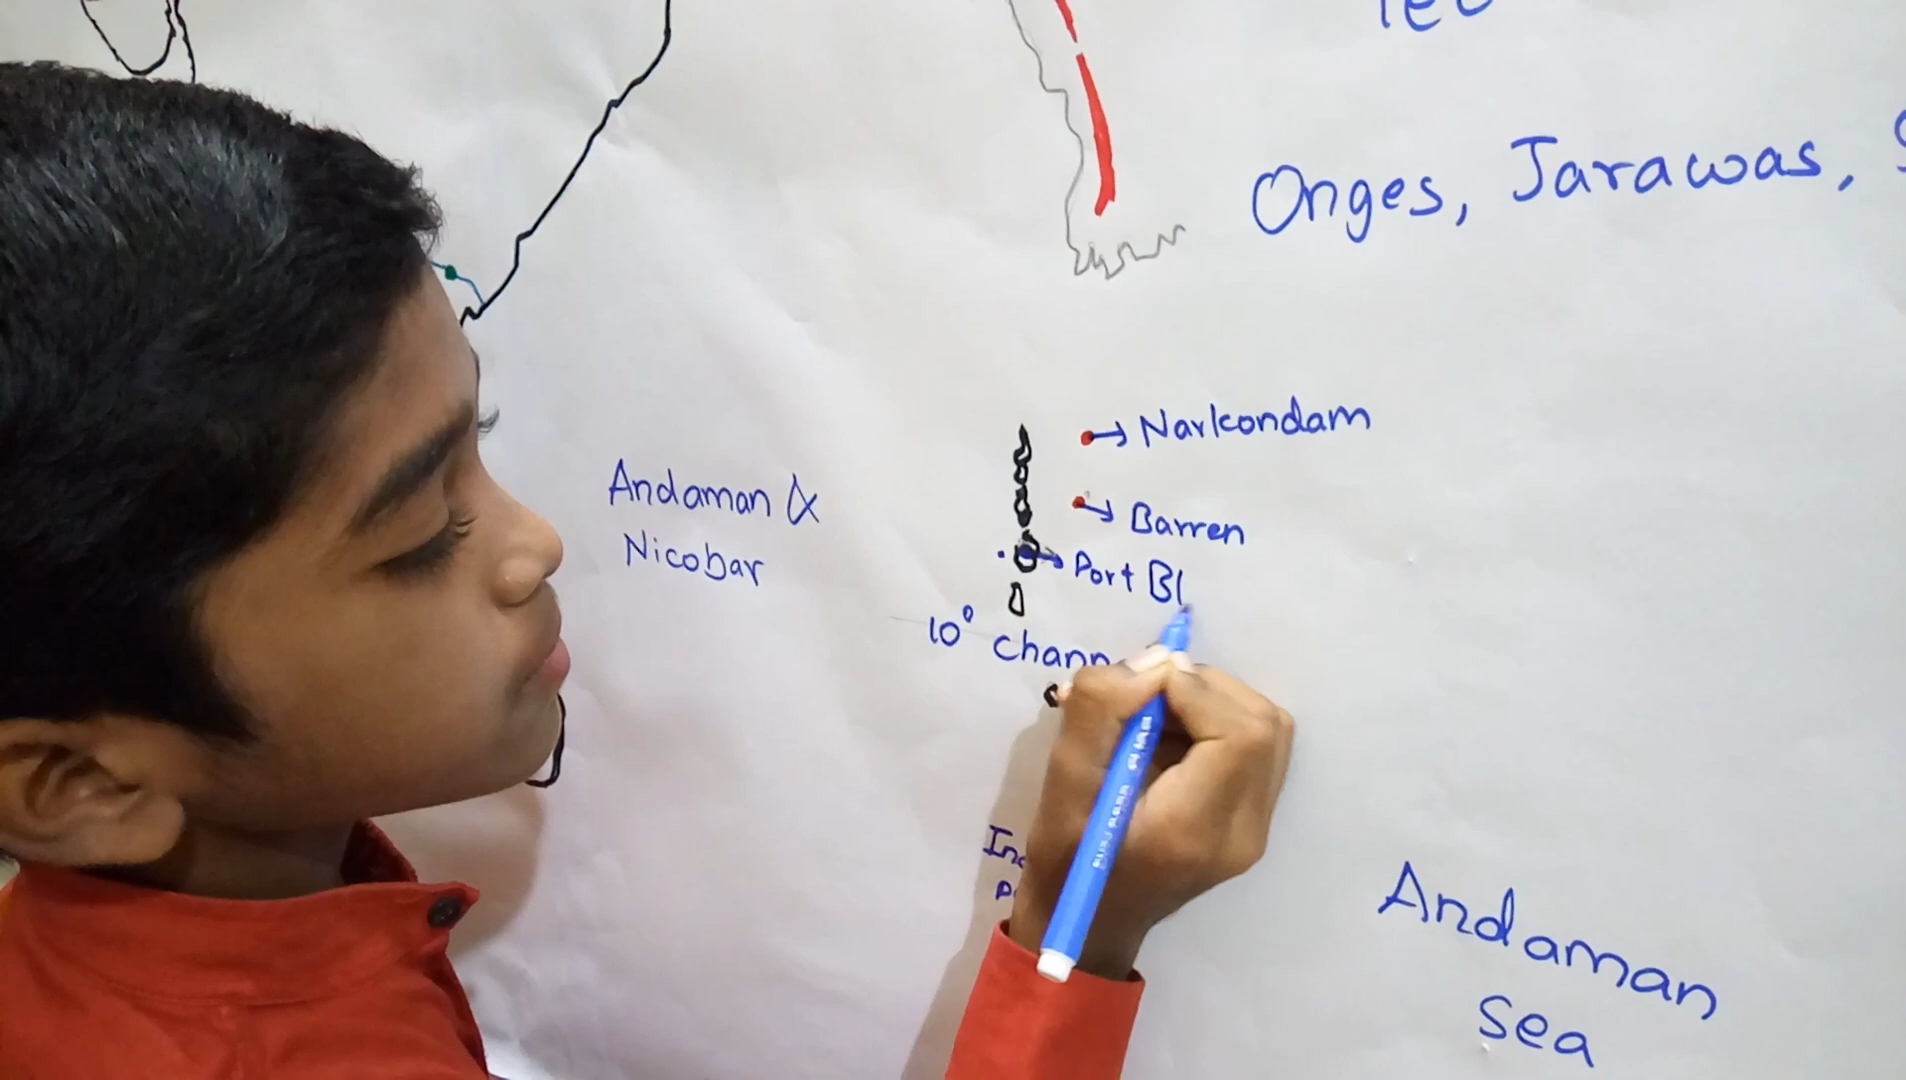 Onges, Jarawas,
Narkondam
Andaman &
Nicobar
Barren
Port Bl
10° Chann
Andaman
Sea